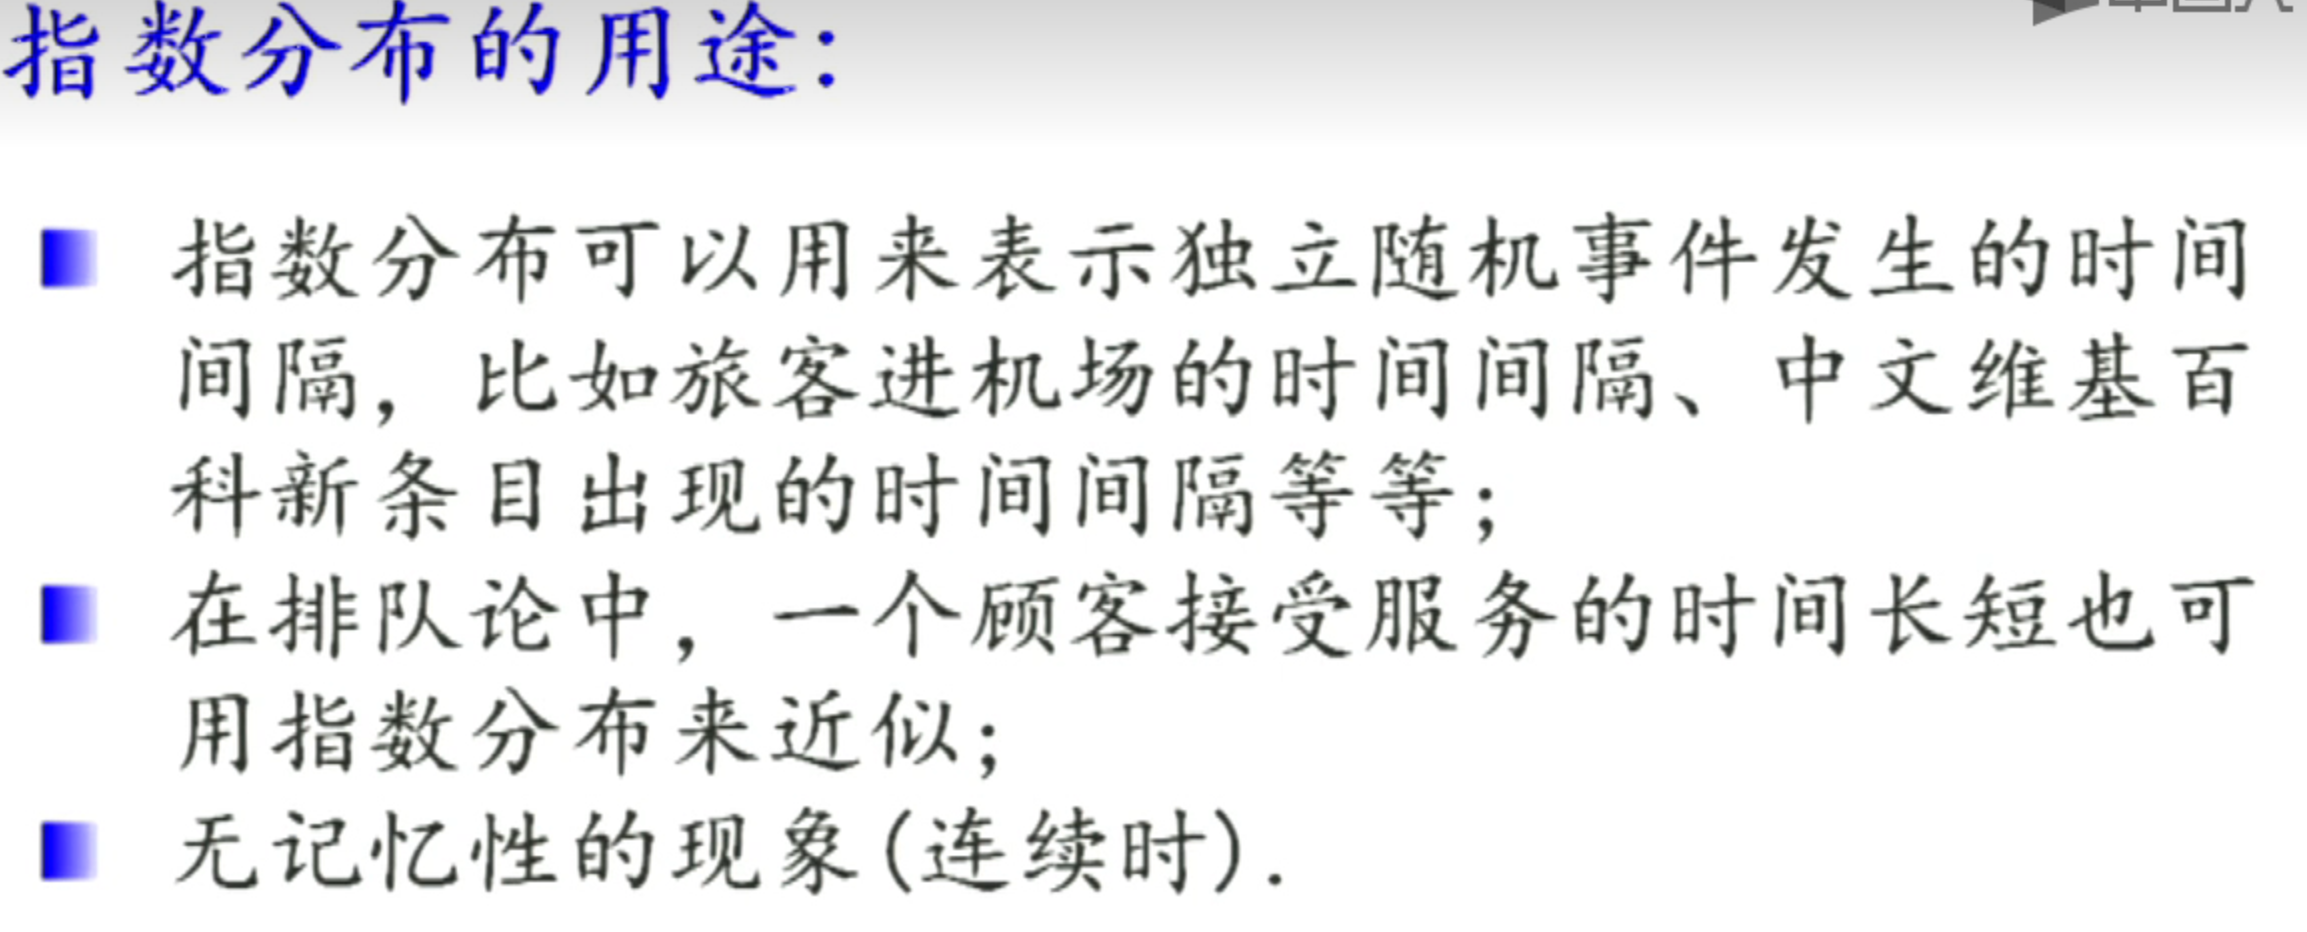 指数分布的用途:
指数分布可以用来表示独立随机事件发生的时间
间隔，比如旅客进机场的时间间隔、中文维基百
科新条目出现的时间间隔等等；
在排队论中，一个顾客接受服务的时间长短也可
用指数分布来近似；
无记忆性的现象(连续时).